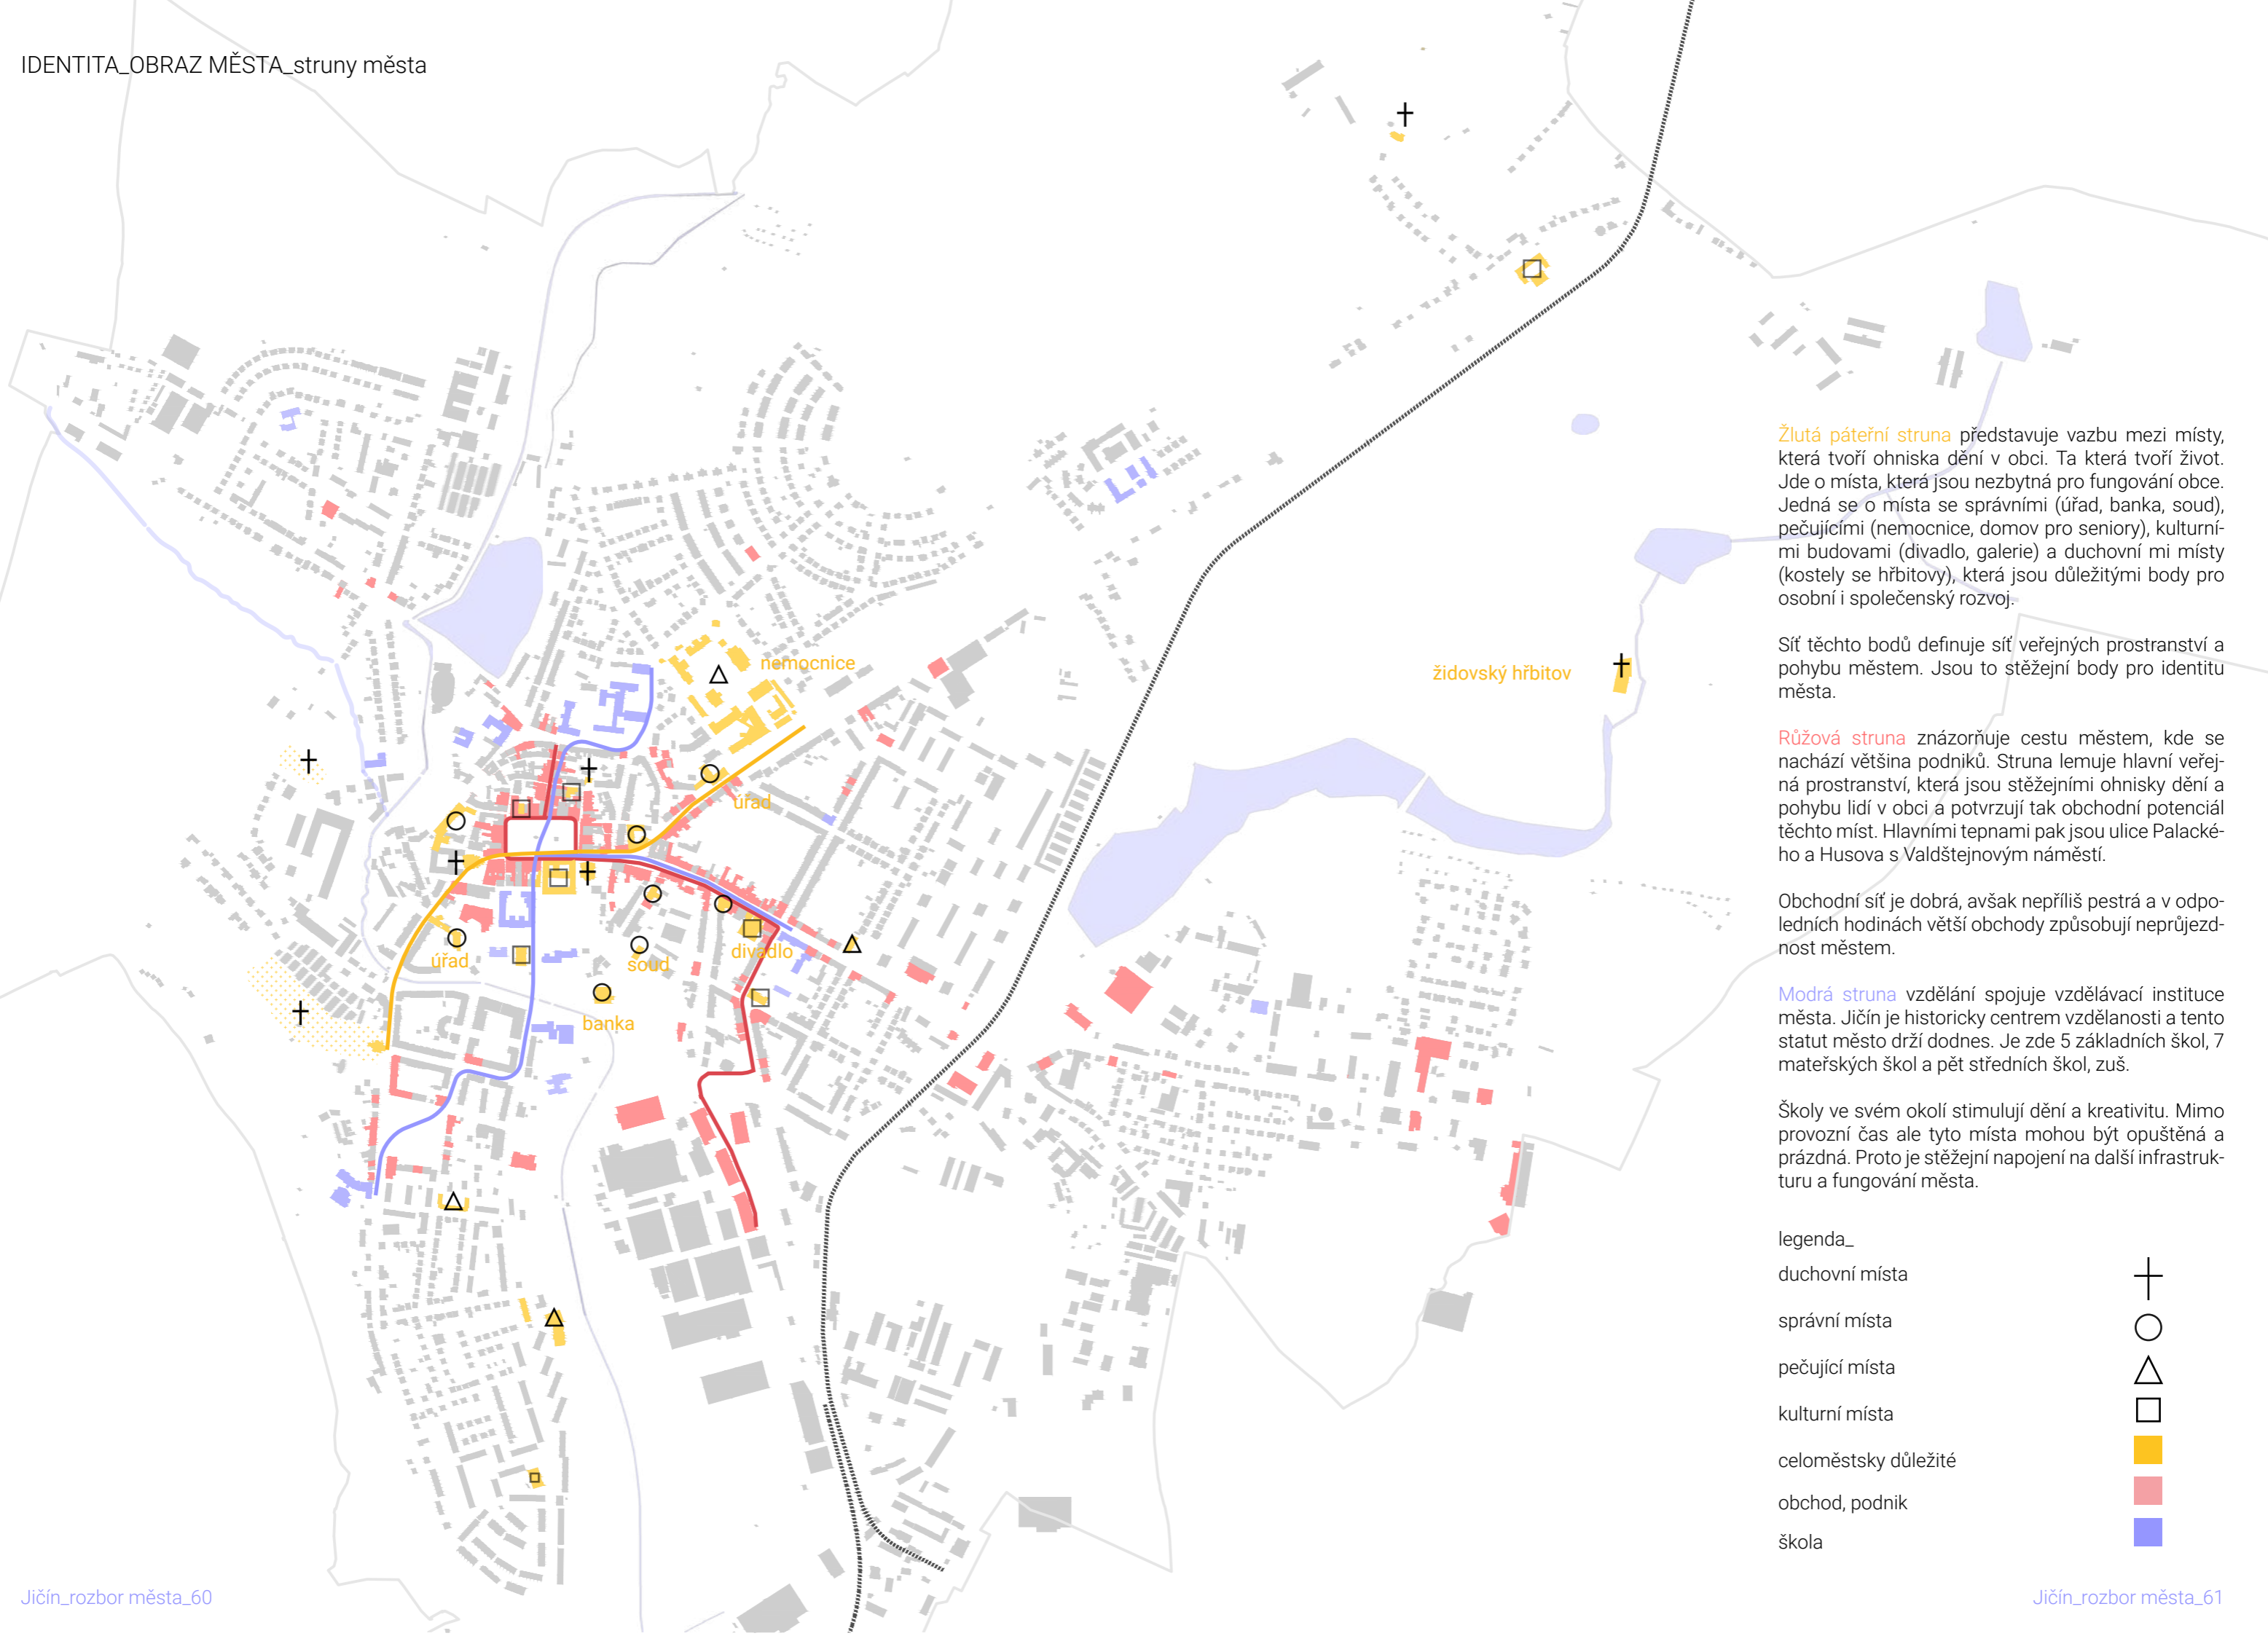 IDENTITA_OBRAZ MĚSTA_struny města
nemocnice
židovský hřbitov
úřad
úřad
soud
divadlo
banka
Žlutá páteřní struna představuje vazbu mezi místy,
která tvoří ohniska dění v obci. Ta která tvoří život.
Jde o místa, která jsou nezbytná pro fungování obce.
Jedná se o místa se správními (úřad, banka, soud),
pečujícími (nemocnice, domov pro seniory), kulturní-
mi budovami (divadlo, galerie) a duchovní mi místy
(kostely se hřbitovy), která jsou důležitými body pro
osobní i společenský rozvoj.
Síť těchto bodů definuje síť veřejných prostranství a
pohybu městem. Jsou to stěžejní body pro identitu
města.
Růžová struna znázorňuje cestu městem, kde se
nachází většina podniků. Struna lemuje hlavní veřej-
ná prostranství, která jsou stěžejními ohnisky dění a
pohybu lidí v obci a potvrzují tak obchodní potenciál
těchto míst. Hlavními tepnami pak jsou ulice Palacké-
ho a Husova s Valdštejnovým náměstí.
Obchodní síť je dobrá, avšak nepříliš pestrá a v odpo-
ledních hodinách větší obchody způsobují neprůjezd-
nost městem.
Modrá struna vzdělání spojuje vzdělávací instituce
města. Jičín je historicky centrem vzdělanosti a tento
statut město drží dodnes. Je zde 5 základních škol, 7
mateřských škol a pět středních škol, zuš.
Školy ve svém okolí stimulují dění a kreativitu. Mimo
provozní čas ale tyto místa mohou být opuštěná a
prázdná. Proto je stěžejní napojení na další infrastruk-
turu a fungování města.
legenda_
duchovní místa
správní místa
pečující místa
kulturní místa
celoměstsky důležité
obchod, podnik
škola
Jičín_rozbor města_60
Jičín_rozbor města_61